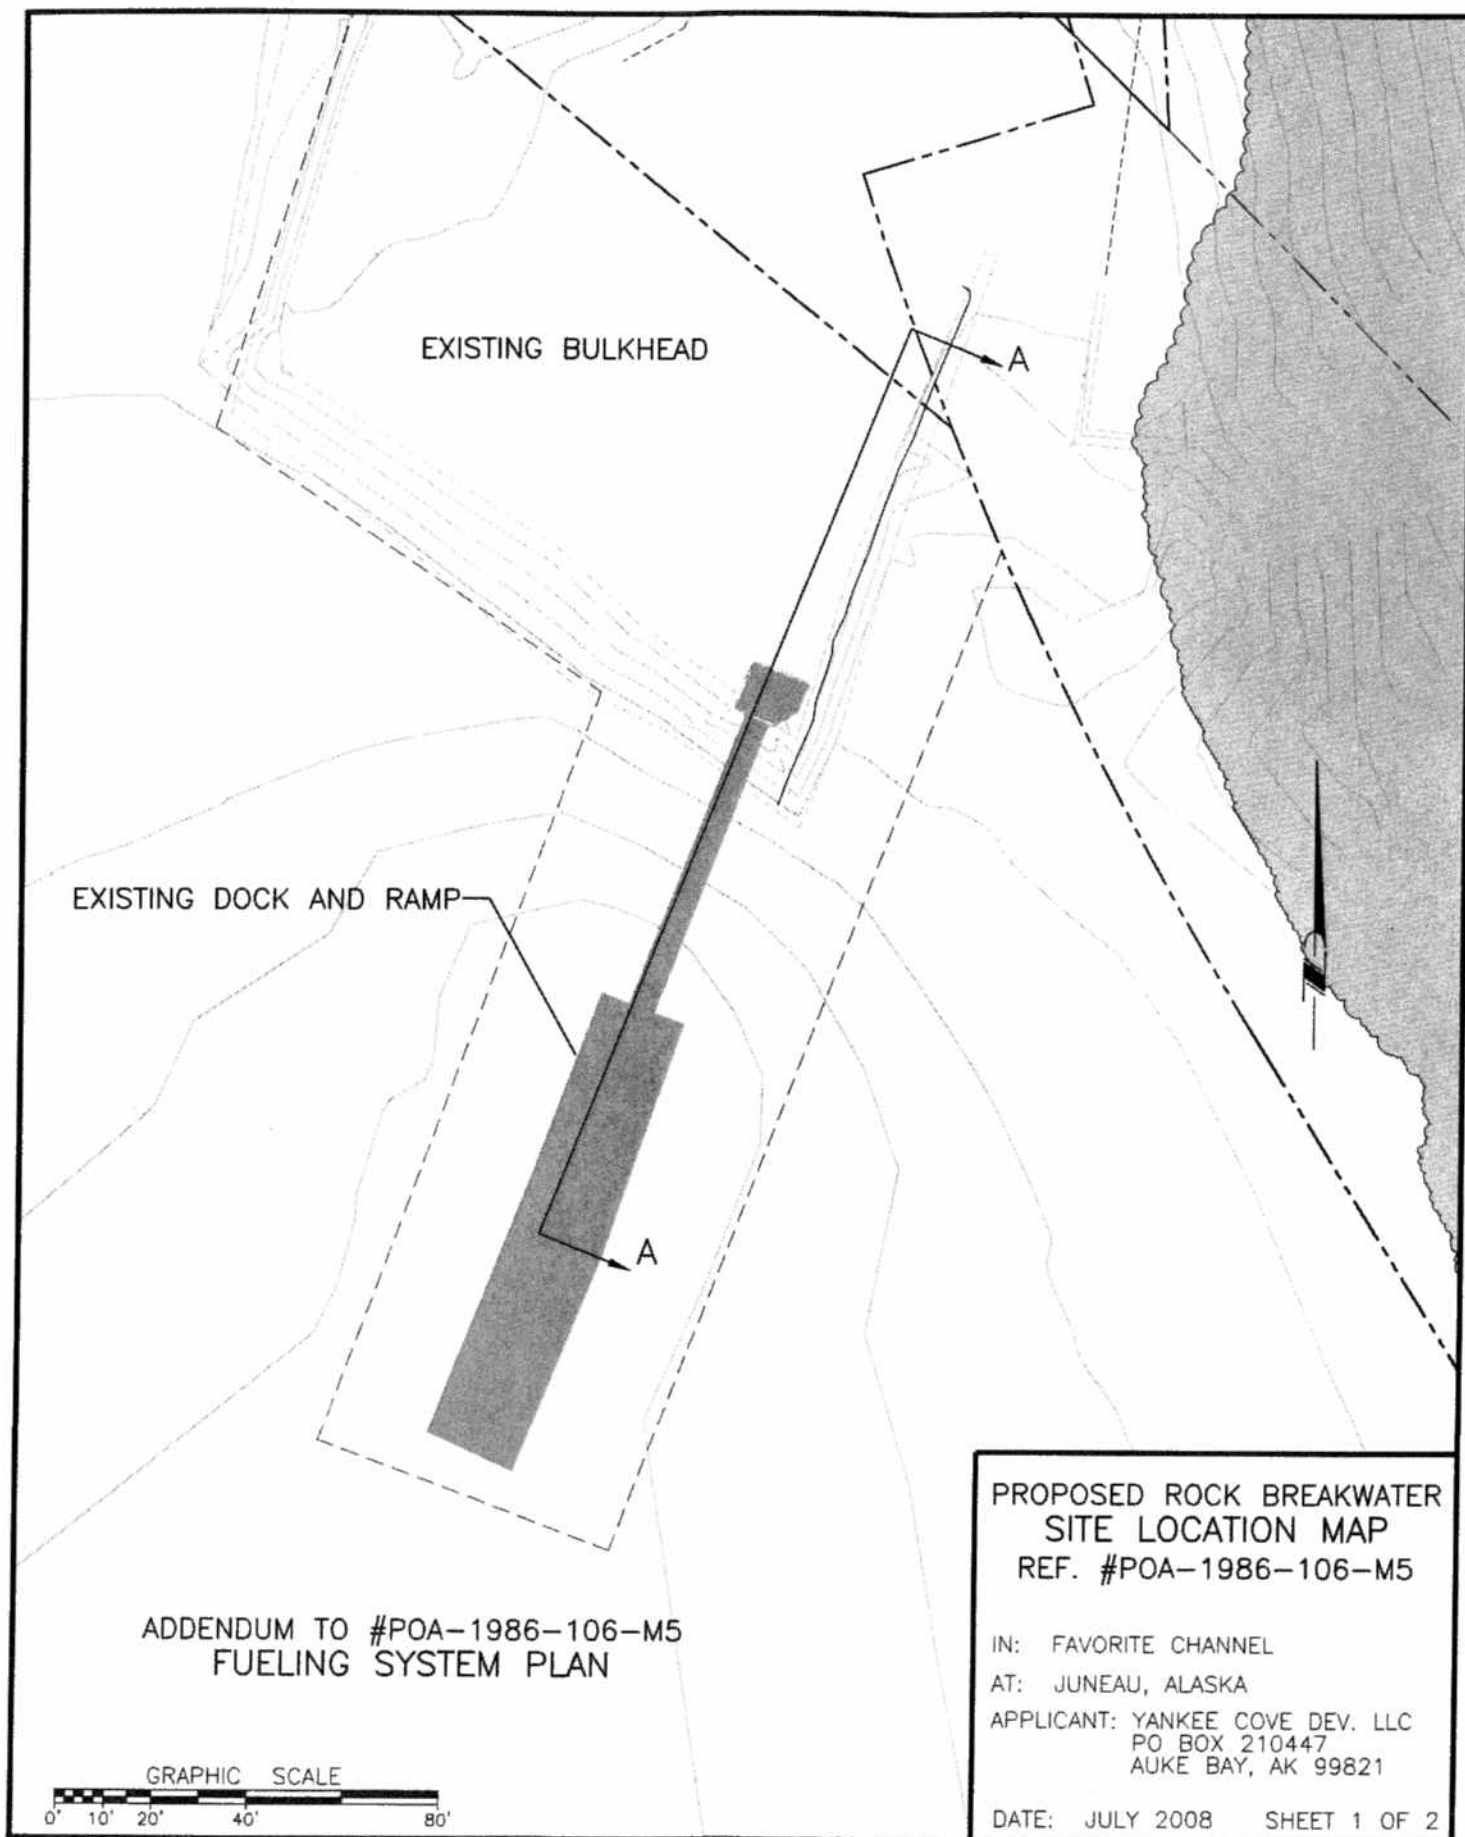 EXISTING BULKHEAD
A
EXISTING DOCK AND RAMP
A
ADDENDUM TO #POA-1986-106-M5
FUELING SYSTEM PLAN
GRAPHIC SCALE
0' 10' 20' 40' 80'
PROPOSED ROCK BREAKWATER
SITE LOCATION MAP
REF. #POA-1986-106-M5
IN: FAVORITE CHANNEL
AT: JUNEAU, ALASKA
APPLICANT: YANKEE COVE DEV. LLC
PO BOX 210447
AUKE BAY, AK 99821
DATE: JULY 2008 SHEET 1 OF 2